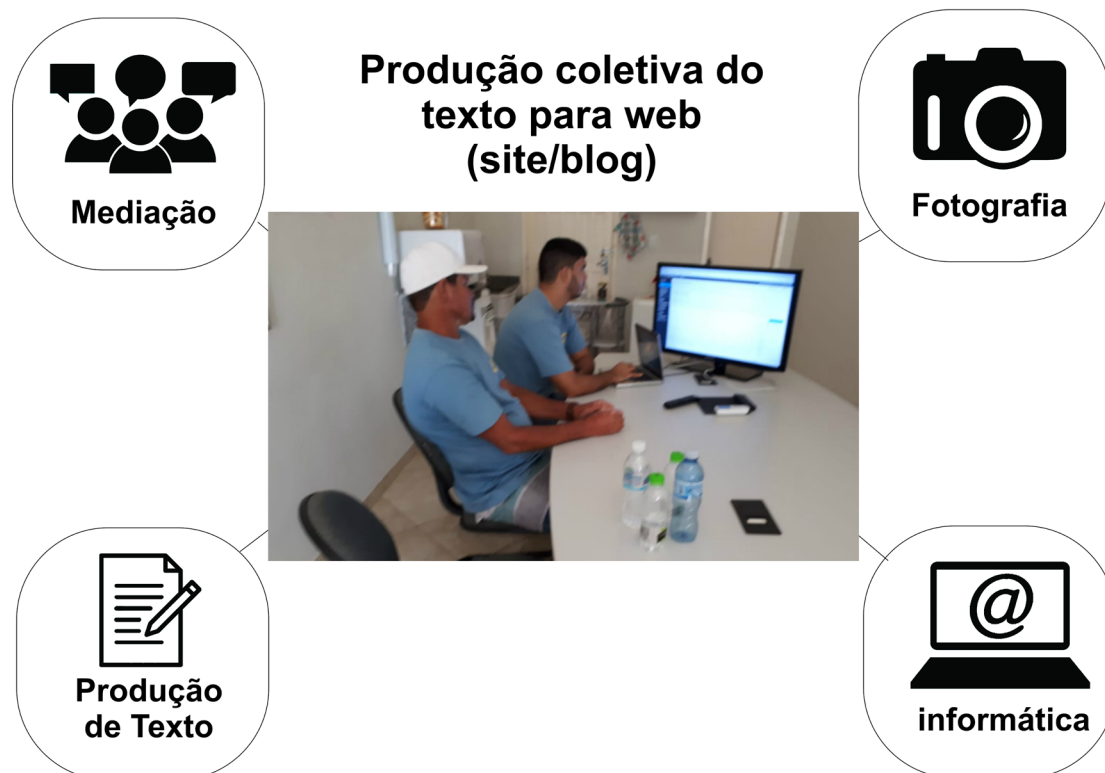 Produção coletiva do
texto para web
(site/blog)
Mediação
Fotografia
Produção
de Texto
@
informática